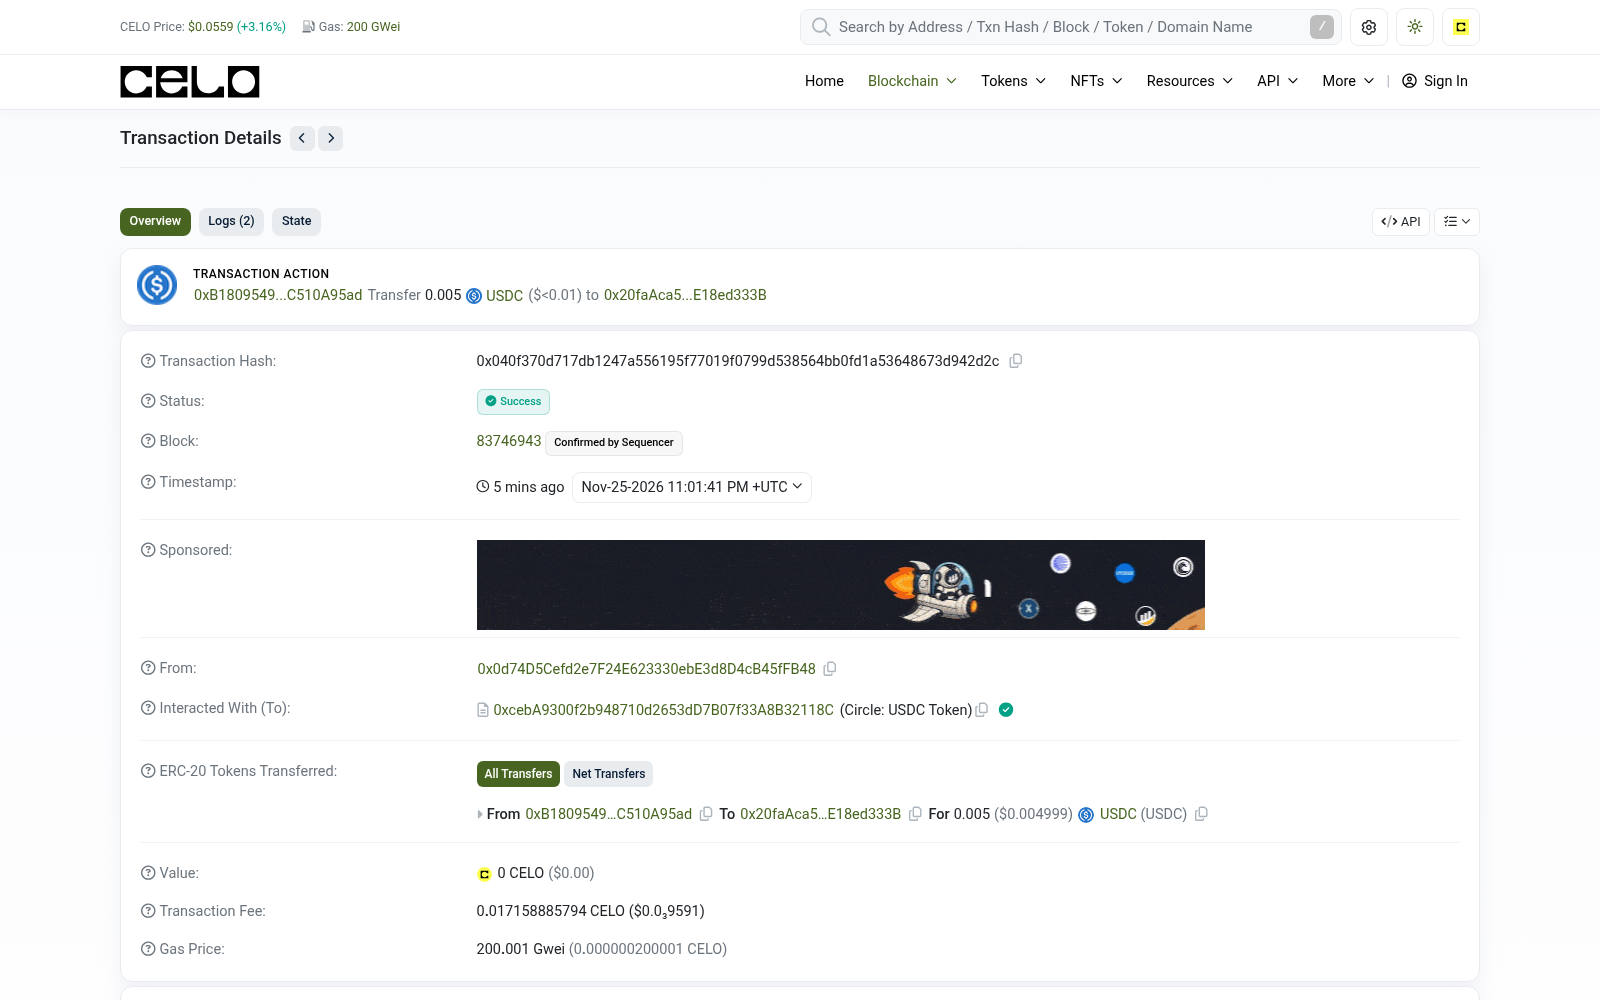 CELO Price: $0.0559 (+3.16%) Gas: 200 GWei
Search by Address / Txn Hash / Block / Token / Domain Name /
CELO
Home Blockchain Tokens NFTs Resources API More | Sign In
Transaction Details
Overview Logs (2) State
</> API
TRANSACTION ACTION
0xB1809549...C510A95ad Transfer 0.005 USDC ($<0.01) to 0x20faAca5...E18ed333B
Transaction Hash: 0x040f370d717db1247a556195f77019f0799d538564bb0fd1a53648673d942d2c
Status: Success
Block: 83746943 Confirmed by Sequencer
Timestamp: 5 mins ago Nov-25-2026 11:01:41 PM +UTC
Sponsored:
From: 0x0d74D5Cefd2e7F24E623330ebE3d8D4cB45fFB48
Interacted With (To): 0xcebA9300f2b948710d2653dD7B07f33A8B32118C (Circle: USDC Token)
ERC-20 Tokens Transferred: All Transfers Net Transfers
From 0xB1809549...C510A95ad To 0x20faAca5...E18ed333B For 0.005 ($0.004999) USDC (USDC)
Value: 0 CELO ($0.00)
Transaction Fee: 0.017158885794 CELO ($0.0₃9591)
Gas Price: 200.001 Gwei (0.000000200001 CELO)